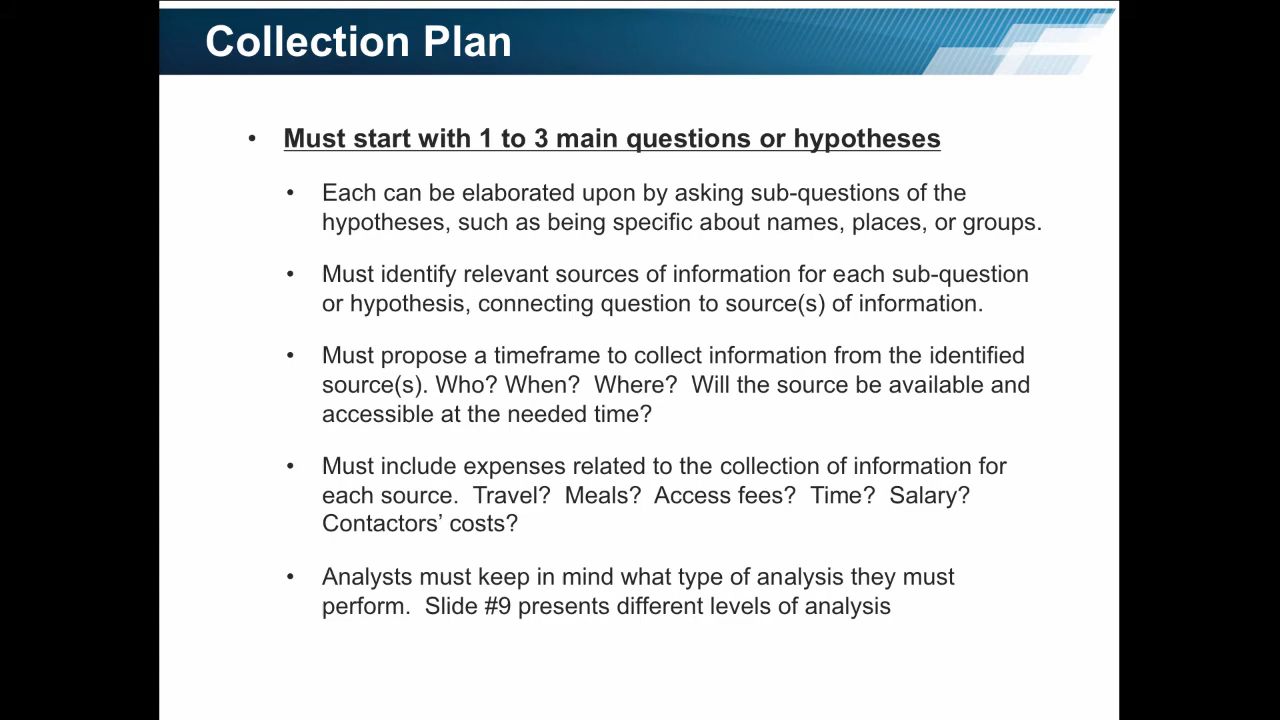 Collection Plan
• Must start with 1 to 3 main questions or hypotheses
• Each can be elaborated upon by asking sub-questions of the
hypotheses, such as being specific about names, places, or groups.
• Must identify relevant sources of information for each sub-question
or hypothesis, connecting question to source(s) of information.
• Must propose a timeframe to collect information from the identified
source(s). Who? When?  Where?  Will the source be available and
accessible at the needed time?
• Must include expenses related to the collection of information for
each source.  Travel?  Meals?  Access fees?  Time?  Salary?
Contactors’ costs?
• Analysts must keep in mind what type of analysis they must
perform.  Slide #9 presents different levels of analysis